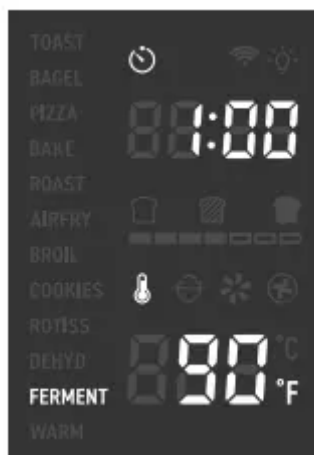 TOAST
BAGEL
PIZZA
1:00
BAKE
ROAST
AIRFRY
BROIL
COOKIES
ROTISS
°C
DEHYD
90
FERMENT
°F
WARM